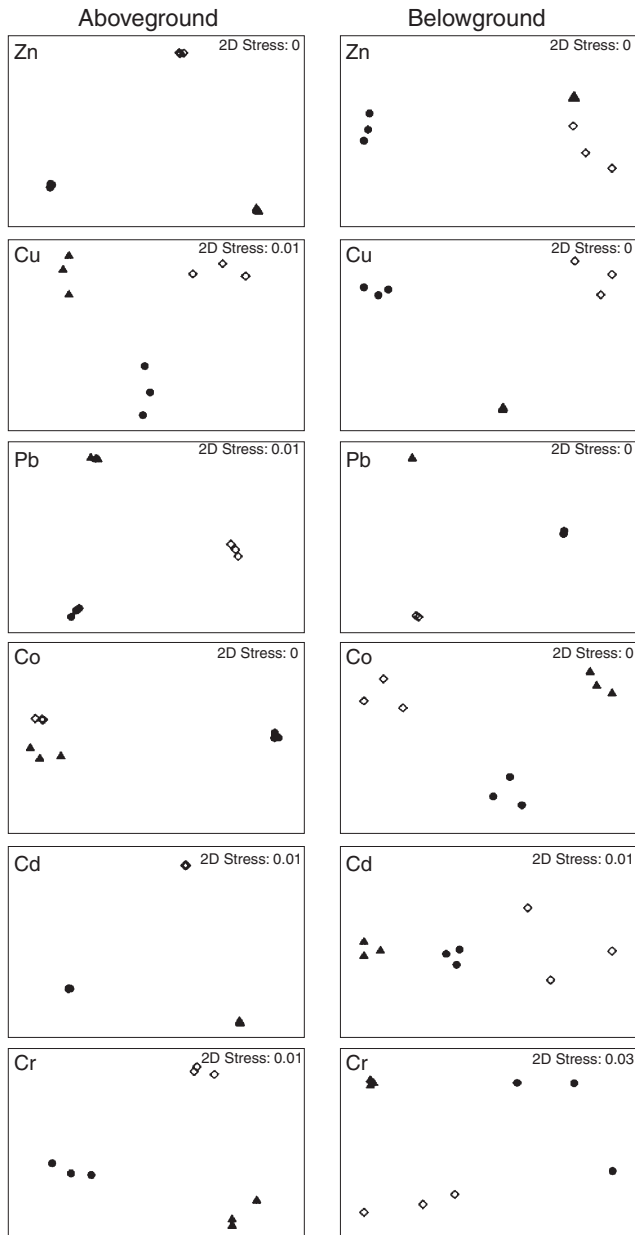 Aboveground Belowground
Zn 2D Stress: 0 Zn 2D Stress: 0
Cu 2D Stress: 0.01 Cu 2D Stress: 0
Pb 2D Stress: 0.01 Pb 2D Stress: 0
Co 2D Stress: 0 Co 2D Stress: 0
Cd 2D Stress: 0.01 Cd 2D Stress: 0.01
Cr 2D Stress: 0.01 Cr 2D Stress: 0.03